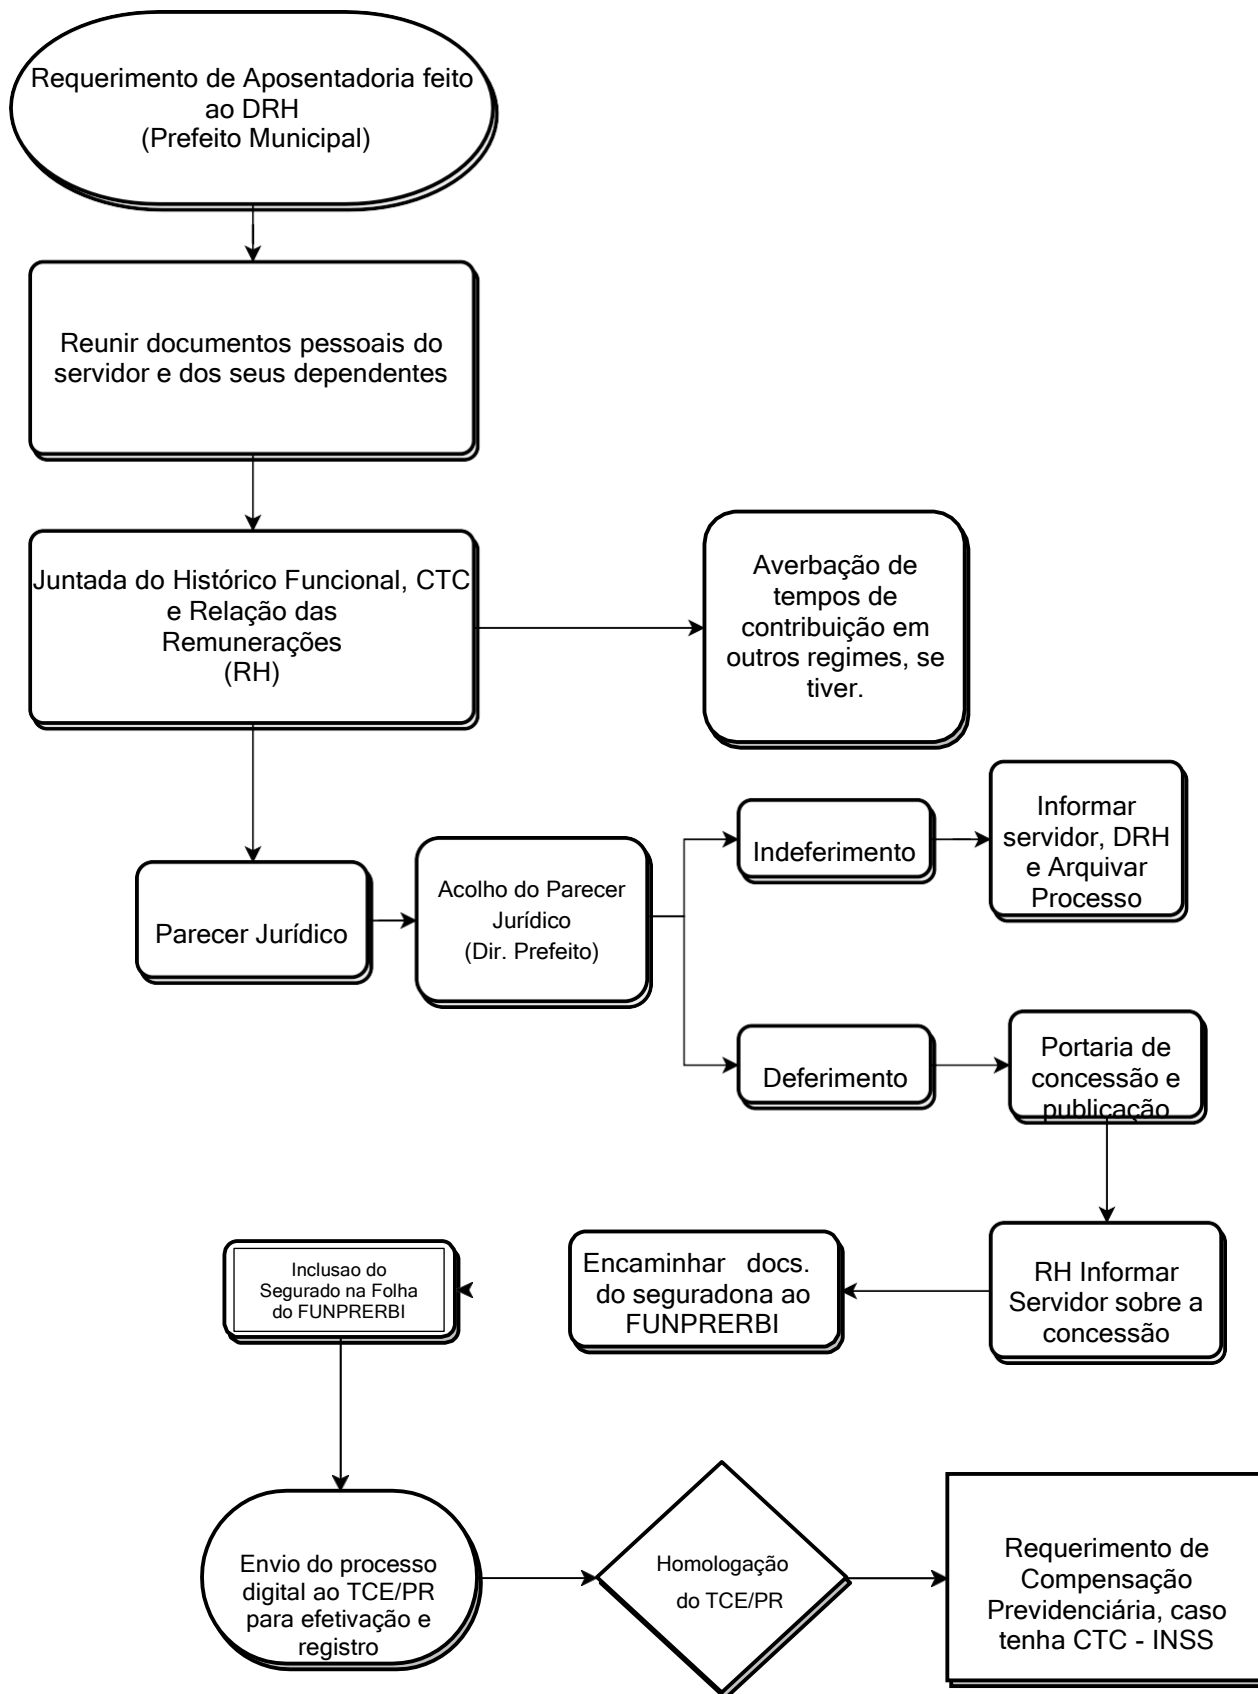 Requerimento de Aposentadoria feito
ao DRH
(Prefeito Municipal)
Reunir documentos pessoais do
servidor e dos seus dependentes
Juntada do Histórico Funcional, CTC
e Relação das
Remunerações
(RH)
Averbação de
tempos de
contribuição em
outros regimes, se
tiver.
Parecer Jurídico
Acolho do Parecer
Jurídico
(Dir. Prefeito)
Indeferimento
Informar
servidor, DRH
e Arquivar
Processo
Deferimento
Portaria de
concessão e
publicação
RH Informar
Servidor sobre a
concessão
Encaminhar docs.
do seguradona ao
FUNPRERBI
Inclusao do
Segurado na Folha
do FUNPRERBI
Envio do processo
digital ao TCE/PR
para efetivação e
registro
Homologação
do TCE/PR
Requerimento de
Compensação
Previdenciária, caso
tenha CTC - INSS